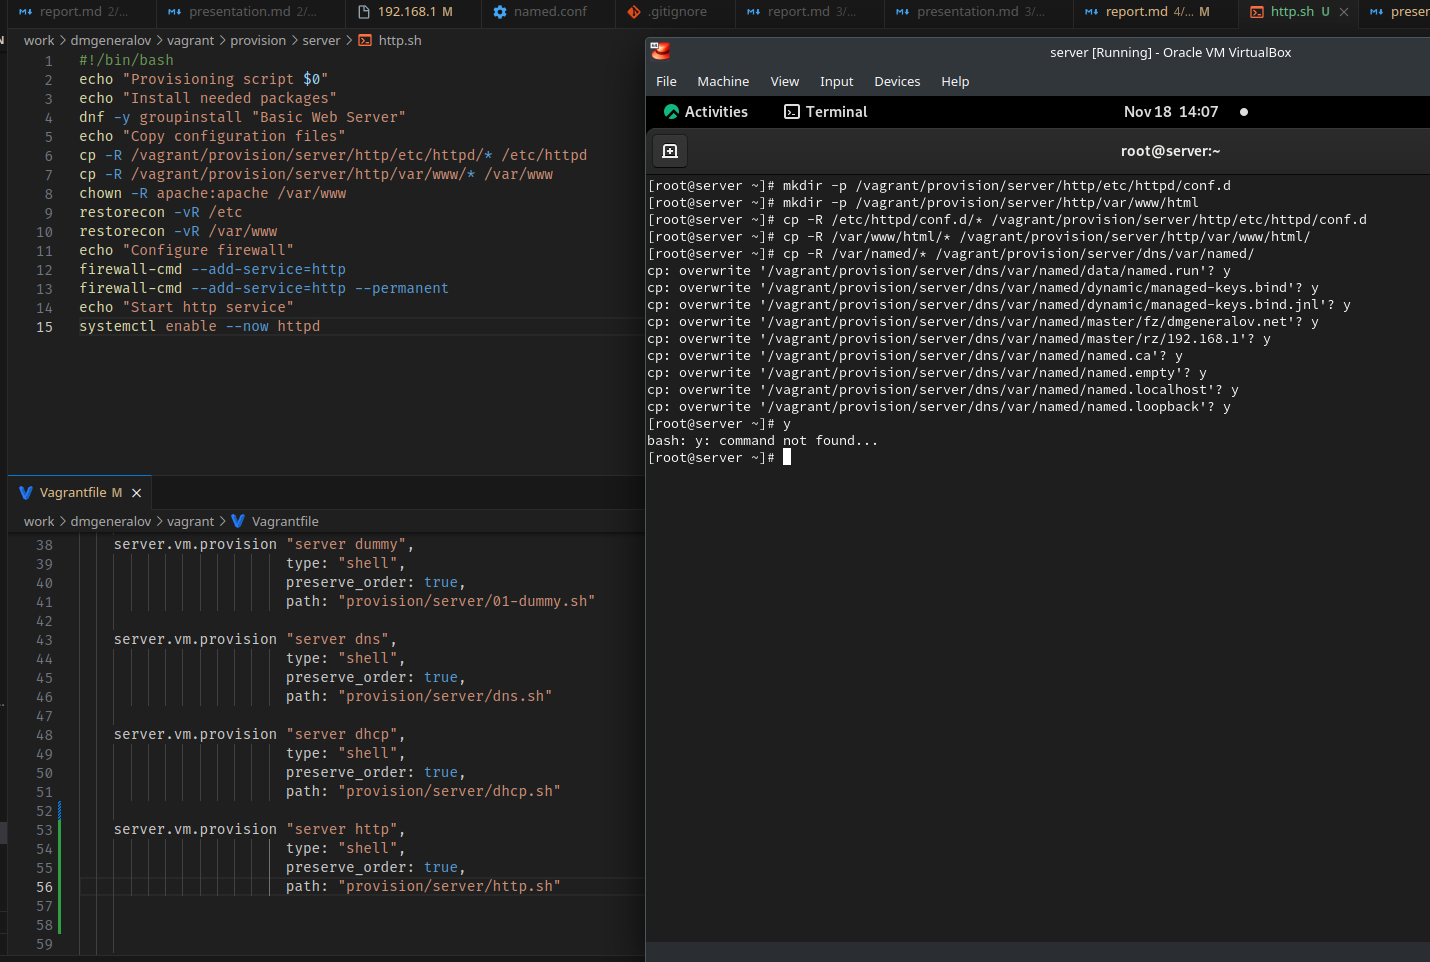 report.md 2/...
presentation.md 2/...
192.168.1 M
named.conf
.gitignore
report.md 3/...
presentation.md 3/...
report.md 4/... M
http.sh U
work > dmgeneralov > vagrant > provision > server > http.sh
1 #!/bin/bash
2 echo "Provisioning script $0"
3 echo "Install needed packages"
4 dnf -y groupinstall "Basic Web Server"
5 echo "Copy configuration files"
6 cp -R /vagrant/provision/server/http/etc/httpd/* /etc/httpd
7 cp -R /vagrant/provision/server/http/var/www/* /var/www
8 chown -R apache:apache /var/www
9 restorecon -vR /etc
10 restorecon -vR /var/www
11 echo "Configure firewall"
12 firewall-cmd --add-service=http
13 firewall-cmd --add-service=http --permanent
14 echo "Start http service"
15 systemctl enable --now httpd
Vagrantfile M
work > dmgeneralov > vagrant > Vagrantfile
38 server.vm.provision "server dummy",
39 type: "shell",
40 preserve_order: true,
41 path: "provision/server/01-dummy.sh"
42
43 server.vm.provision "server dns",
44 type: "shell",
45 preserve_order: true,
46 path: "provision/server/dns.sh"
47
48 server.vm.provision "server dhcp",
49 type: "shell",
50 preserve_order: true,
51 path: "provision/server/dhcp.sh"
52
53 server.vm.provision "server http",
54 type: "shell",
55 preserve_order: true,
56 path: "provision/server/http.sh"
57
58
59
server [Running] - Oracle VM VirtualBox
File Machine View Input Devices Help
Activities Terminal Nov 18 14:07
root@server:~
[root@server ~]# mkdir -p /vagrant/provision/server/http/etc/httpd/conf.d
[root@server ~]# mkdir -p /vagrant/provision/server/http/var/www/html
[root@server ~]# cp -R /etc/httpd/conf.d/* /vagrant/provision/server/http/etc/httpd/conf.d
[root@server ~]# cp -R /var/www/html/* /vagrant/provision/server/http/var/www/html/
[root@server ~]# cp -R /var/named/* /vagrant/provision/server/dns/var/named/
cp: overwrite '/vagrant/provision/server/dns/var/named/data/named.run'? y
cp: overwrite '/vagrant/provision/server/dns/var/named/dynamic/managed-keys.bind'? y
cp: overwrite '/vagrant/provision/server/dns/var/named/dynamic/managed-keys.bind.jnl'? y
cp: overwrite '/vagrant/provision/server/dns/var/named/master/fz/dmgeneralov.net'? y
cp: overwrite '/vagrant/provision/server/dns/var/named/master/rz/192.168.1'? y
cp: overwrite '/vagrant/provision/server/dns/var/named/named.ca'? y
cp: overwrite '/vagrant/provision/server/dns/var/named/named.empty'? y
cp: overwrite '/vagrant/provision/server/dns/var/named/named.localhost'? y
cp: overwrite '/vagrant/provision/server/dns/var/named/named.loopback'? y
[root@server ~]# y
bash: y: command not found...
[root@server ~]#